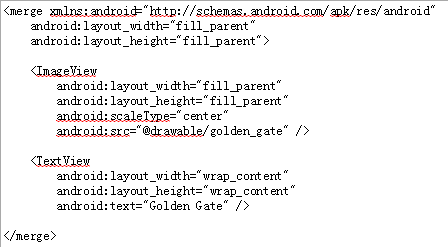 <merge xmlns:android="http://schemas.android.com/apk/res/android"
android:layout_width="fill_parent"
android:layout_height="fill_parent">
<ImageView
android:layout_width="fill_parent"
android:layout_height="fill_parent"
android:scaleType="center"
android:src="@drawable/golden_gate" />
<TextView
android:layout_width="wrap_content"
android:layout_height="wrap_content"
android:text="Golden Gate" />
</merge>